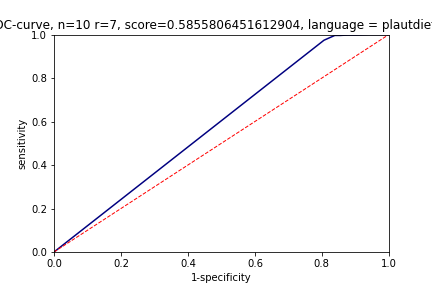 OC-curve, n=10 r=7, score=0.5855806451612904, language = plautdie
1.0
0.8
0.6
0.4
0.2
0.0
sensitivity
0.0 0.2 0.4 0.6 0.8 1.0
1-specificity